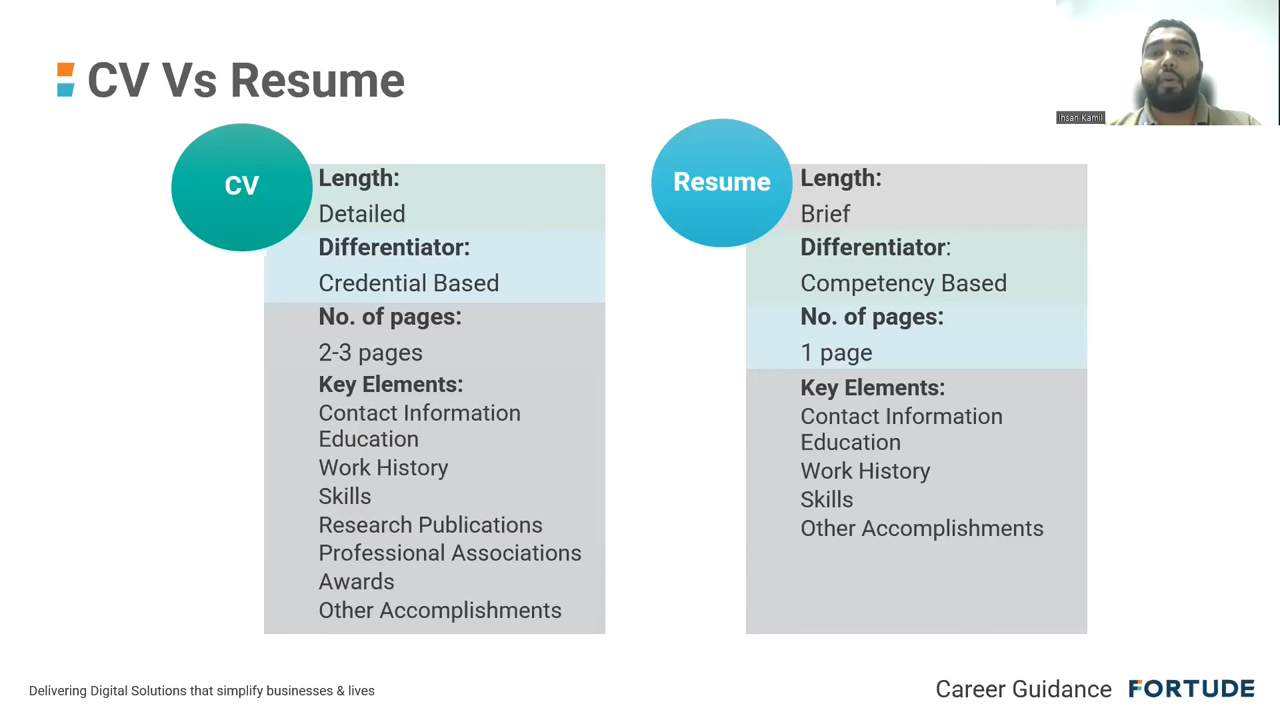 CV Vs Resume
Ihsan Kamil
CV
Length:
Detailed
Differentiator:
Credential Based
No. of pages:
2-3 pages
Key Elements:
Contact Information
Education
Work History
Skills
Research Publications
Professional Associations
Awards
Other Accomplishments
Resume
Length:
Brief
Differentiator:
Competency Based
No. of pages:
1 page
Key Elements:
Contact Information
Education
Work History
Skills
Other Accomplishments
Delivering Digital Solutions that simplify businesses & lives
Career Guidance FORTUDE